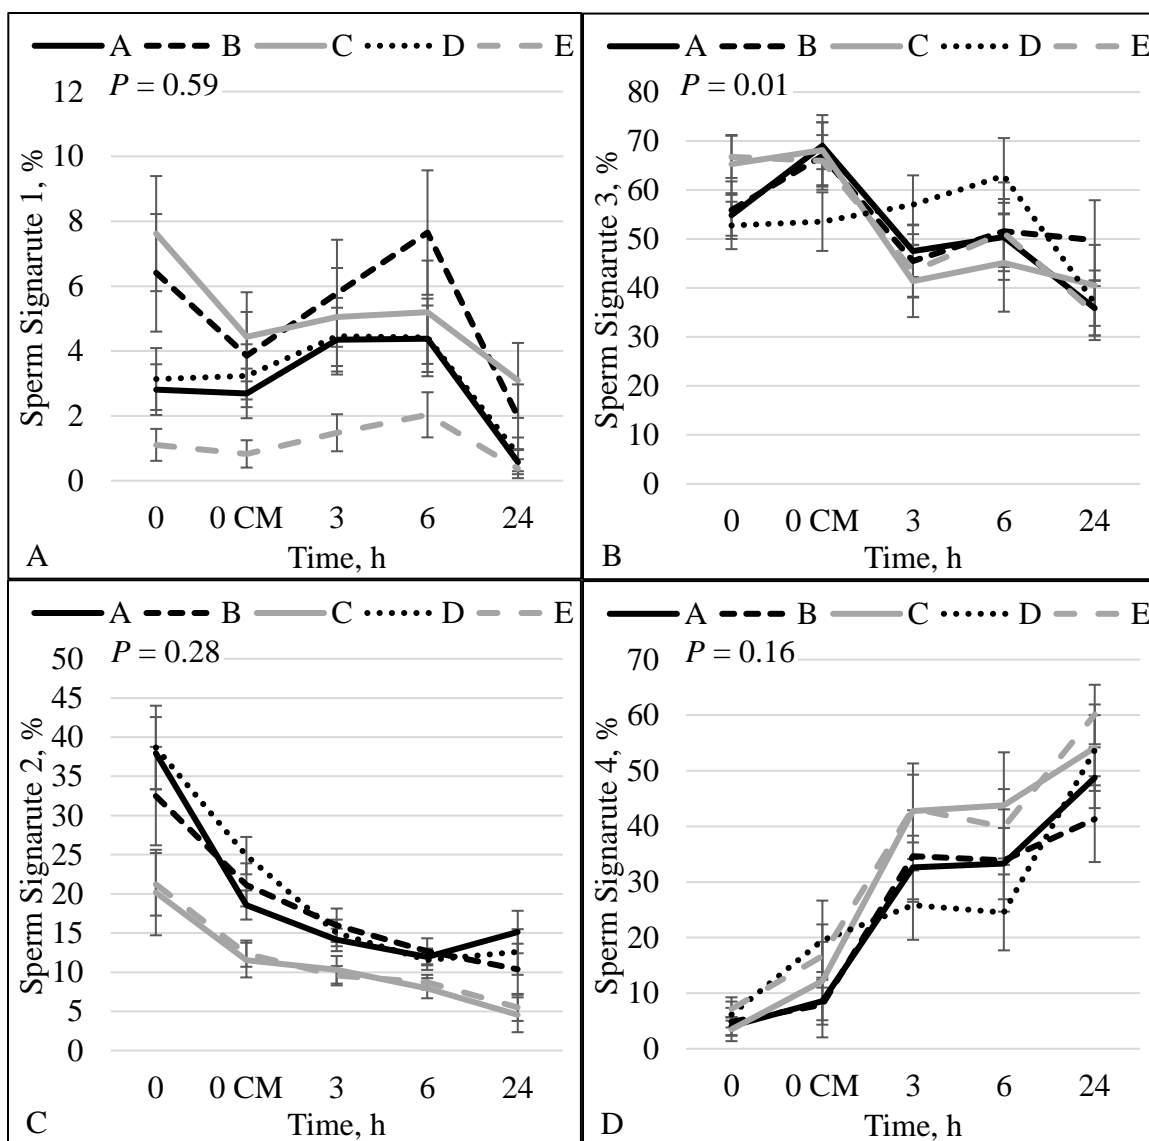 A B C D E
P = 0.59
12
10
8
6
4
2
0
Sperm Signarute 1, %
0 0 CM 3 6 24
Time, h
A
A B C D E
P = 0.01
80
70
60
50
40
30
20
10
0
Sperm Signarute 3, %
0 0 CM 3 6 24
Time, h
B
A B C D E
P = 0.28
50
45
40
35
30
25
20
15
10
5
0
Sperm Signarute 2, %
0 0 CM 3 6 24
Time, h
C
A B C D E
P = 0.16
70
60
50
40
30
20
10
0
Sperm Signarute 4, %
0 0 CM 3 6 24
Time, h
D